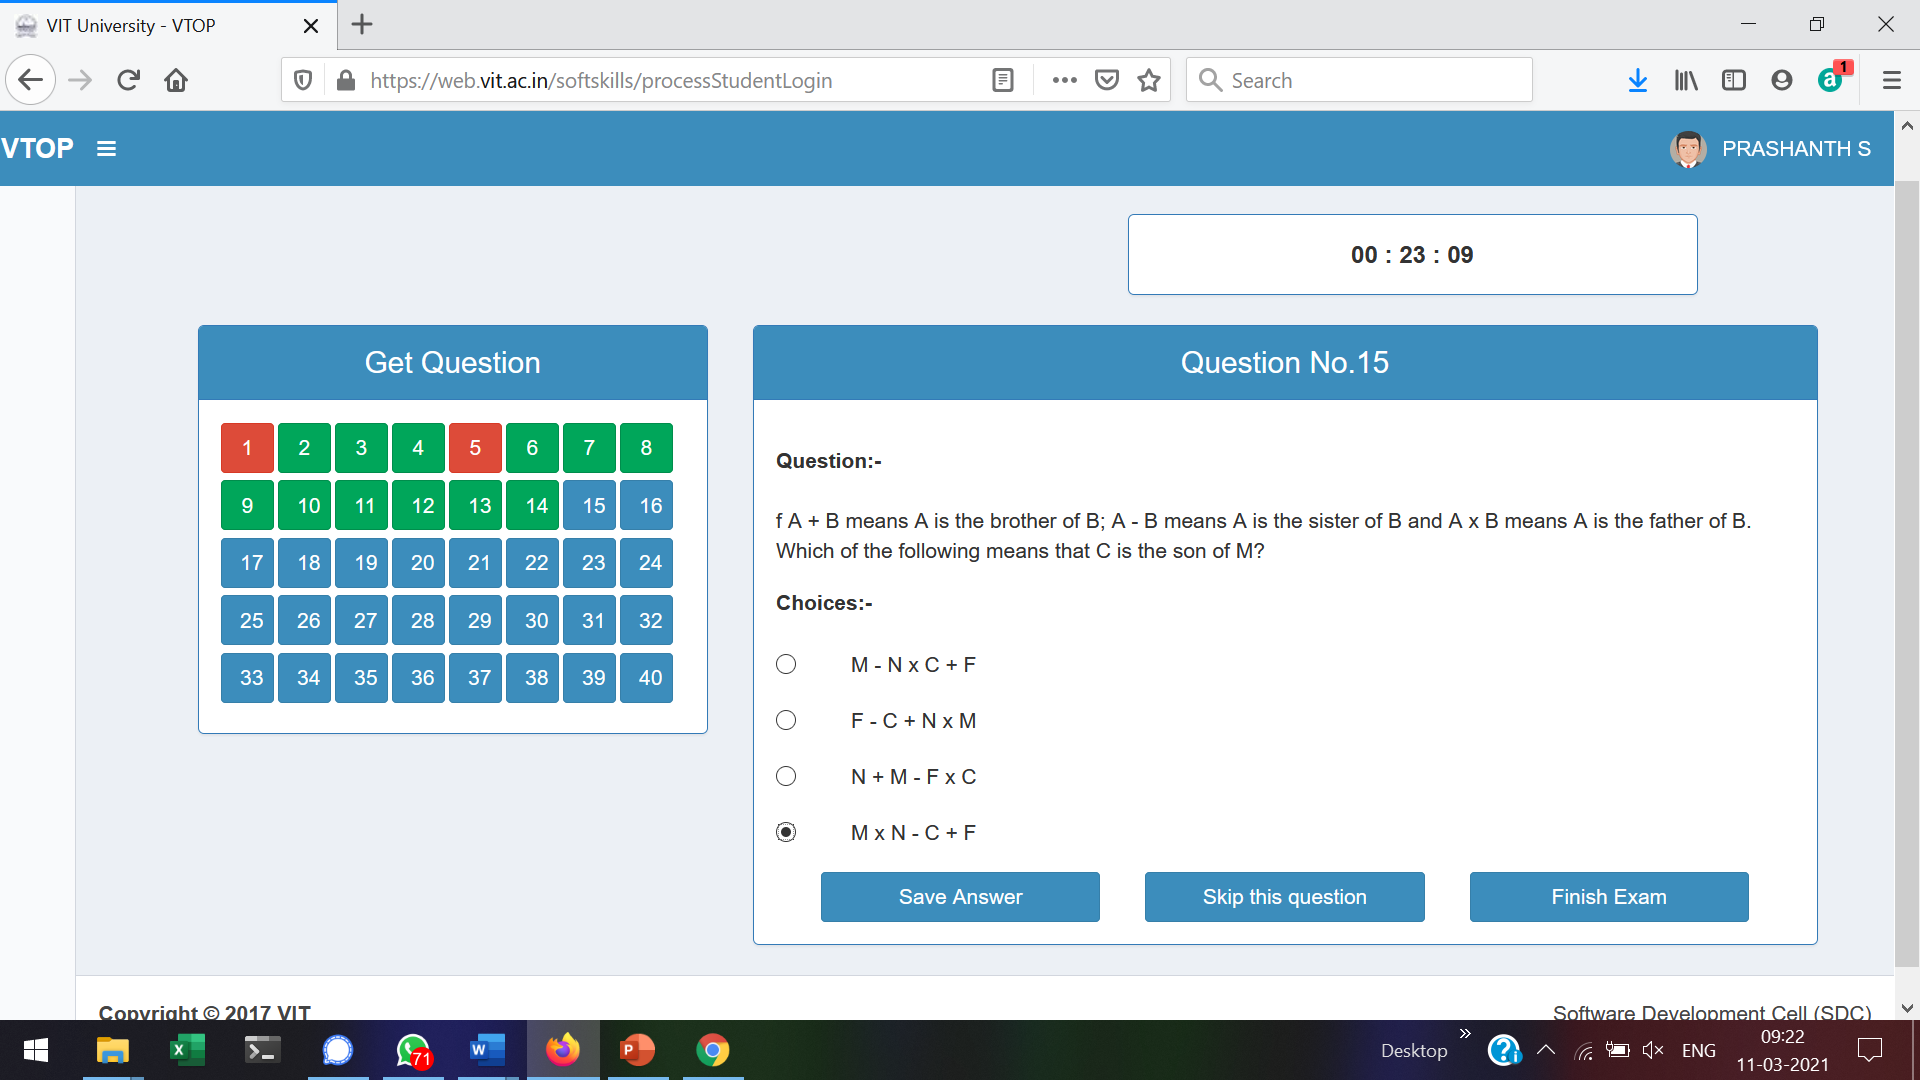 VIT University - VTOP
https://web.vit.ac.in/softskills/processStudentLogin
Search
a
1
VTOP
PRASHANTH S
00 : 23 : 09
Get Question
1 2 3 4 5 6 7 8
9 10 11 12 13 14 15 16
17 18 19 20 21 22 23 24
25 26 27 28 29 30 31 32
33 34 35 36 37 38 39 40
Question No.15
Question:-
f A + B means A is the brother of B; A - B means A is the sister of B and A x B means A is the father of B.
Which of the following means that C is the son of M?
Choices:-
M - N x C + F
F - C + N x M
N + M - F x C
M x N - C + F
Save Answer
Skip this question
Finish Exam
Copyright © 2017 VIT
Software Development Cell (SDC)
X
71
W
P
Desktop
ENG
09:22
11-03-2021